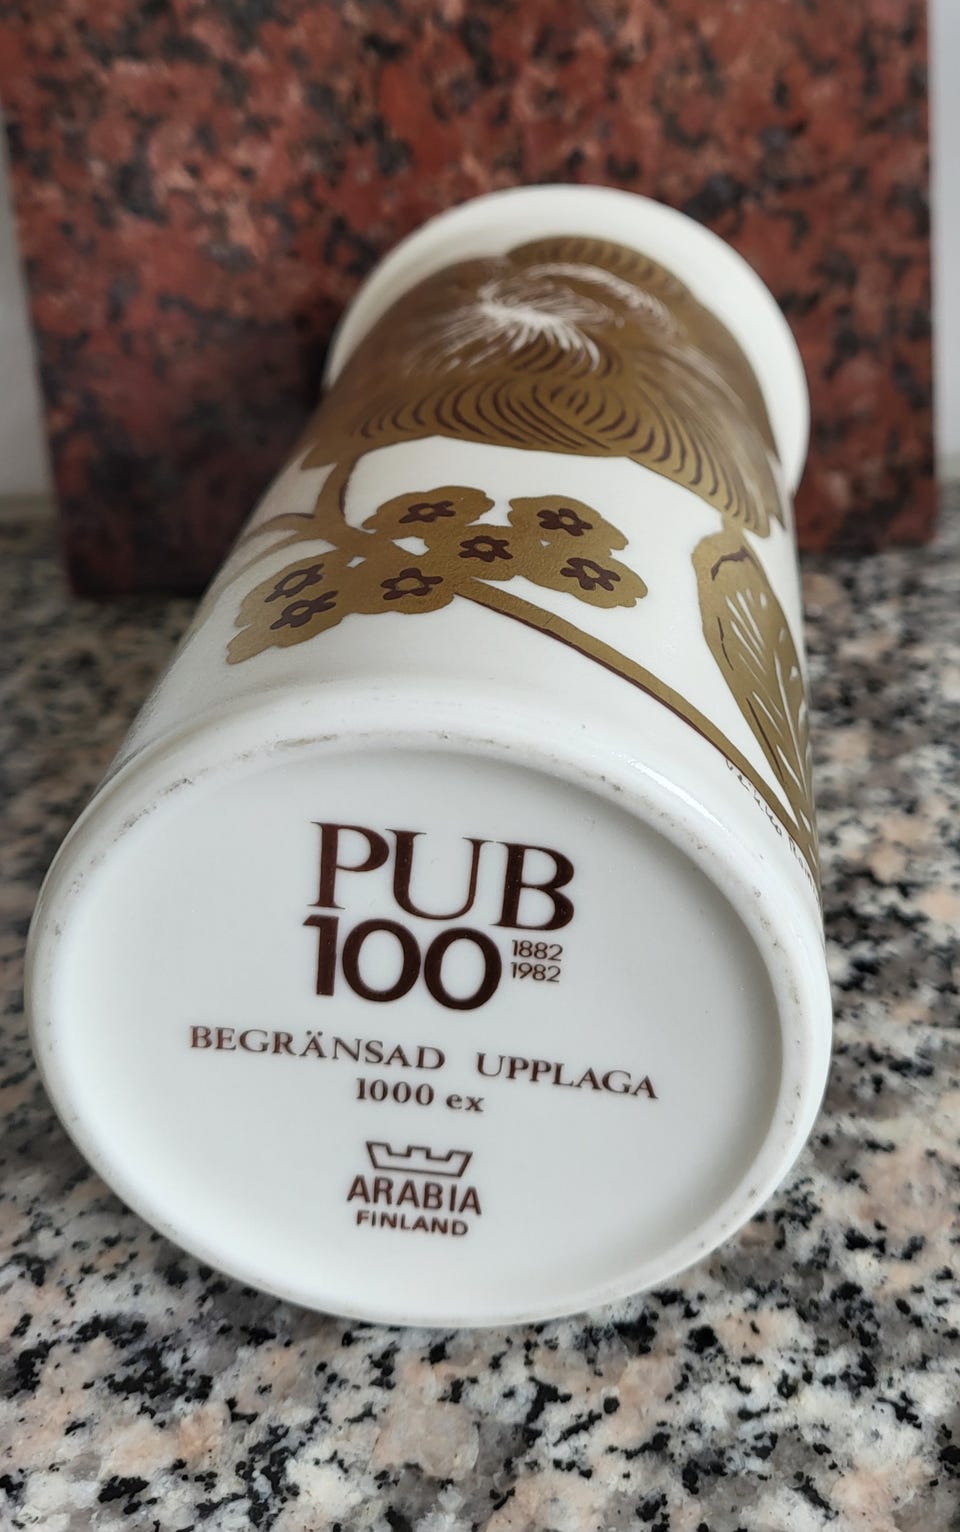 PUB
100
1882
1982
BEGRÄNSAD UPPLAGA
1000 ex
ARABIA
FINLAND